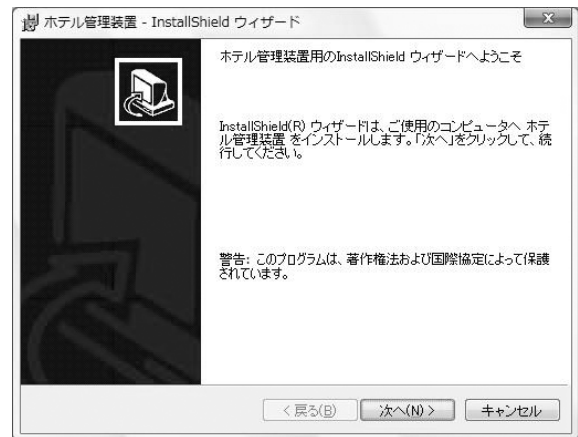 ホテル管理装置 - InstallShield ウィザード
ホテル管理装置用のInstallShield ウィザードへようこそ
InstallShield(R) ウィザードは、ご使用のコンピュータへ ホテ
ル管理装置 をインストールします。「次へ」をクリックして、続
行してください。
警告: このプログラムは、著作権法および国際協定によって保護
されています。
< 戻る(B)
次へ(N) >
キャンセル